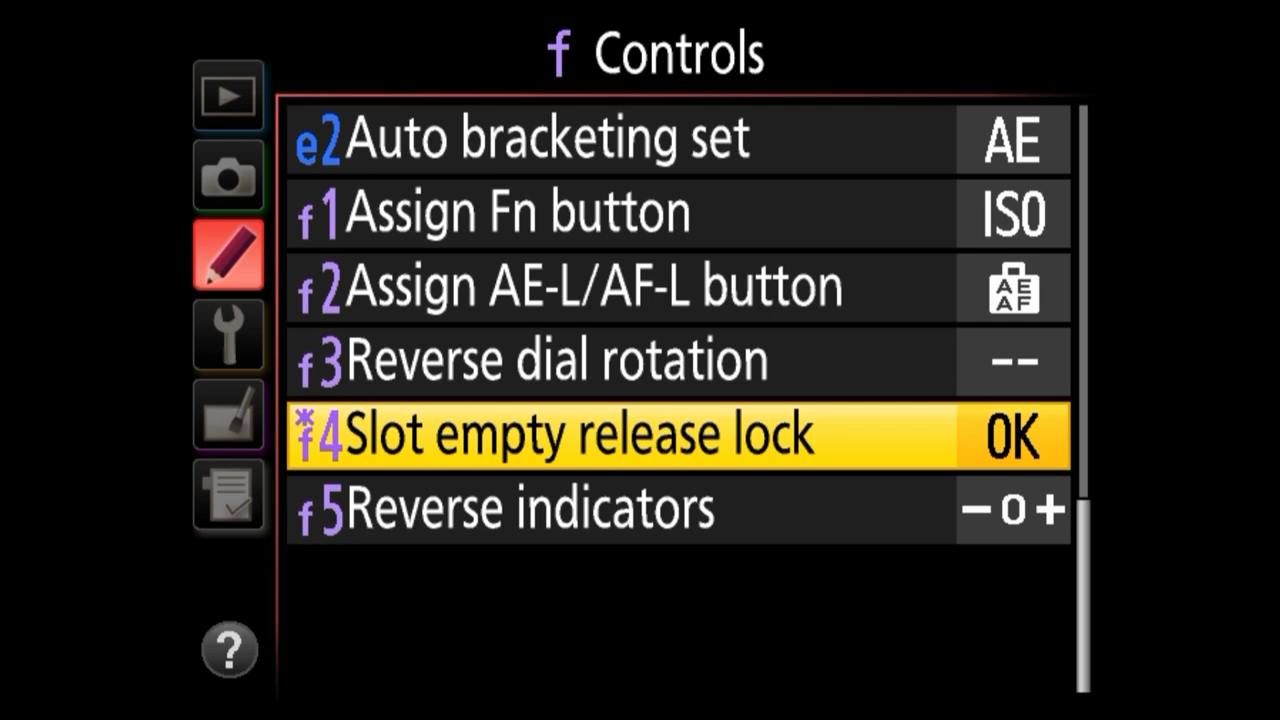 f Controls
e2 Auto bracketing set AE
f1 Assign Fn button ISO
f2 Assign AE-L/AF-L button AE AF
f3 Reverse dial rotation --
*f4 Slot empty release lock OK
f5 Reverse indicators -0+
?